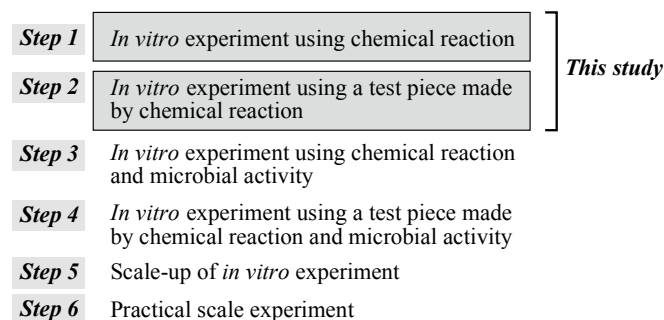 Step 1 In vitro experiment using chemical reaction
This study
Step 2 In vitro experiment using a test piece made
by chemical reaction
Step 3 In vitro experiment using chemical reaction
and microbial activity
Step 4 In vitro experiment using a test piece made
by chemical reaction and microbial activity
Step 5 Scale-up of in vitro experiment
Step 6 Practical scale experiment